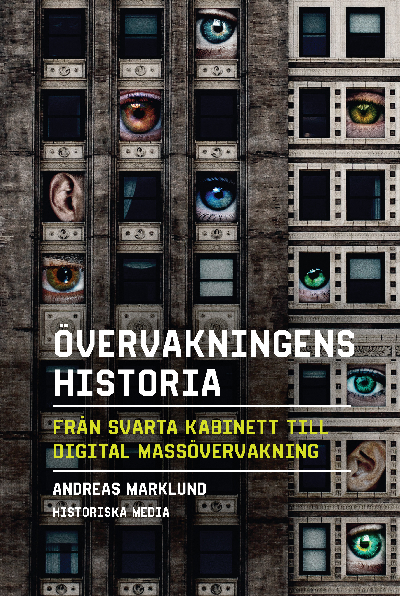 ÖVERVAKNINGENS
HISTORIA
FRÅN SVARTA KABINETT TILL
DIGITAL MASSÖVERVAKNING
ANDREAS MARKLUND
HISTORISKA MEDIA